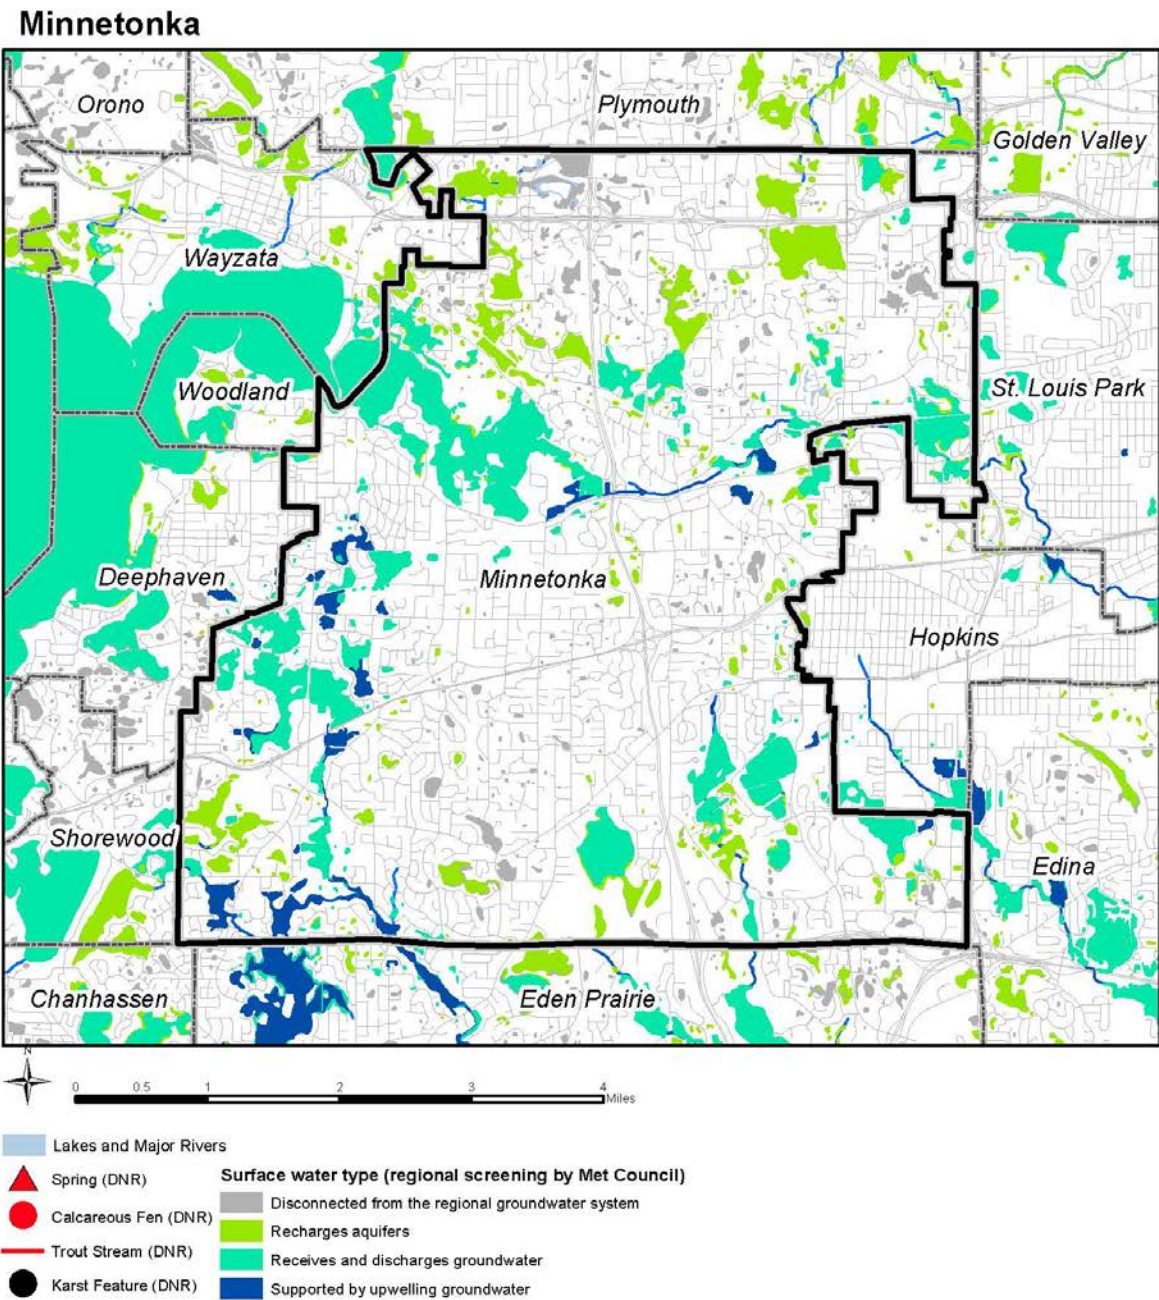 Minnetonka
Orono
Plymouth
Golden Valley
Wayzata
Woodland
St. Louis Park
Deephaven
Minnetonka
Hopkins
Shorewood
Edina
Chanhassen
Eden Prairie
N
0 0.5 1 2 3 4
Miles
Lakes and Major Rivers
Spring (DNR)
Calcareous Fen (DNR)
Trout Stream (DNR)
Karst Feature (DNR)
Surface water type (regional screening by Met Council)
Disconnected from the regional groundwater system
Recharges aquifers
Receives and discharges groundwater
Supported by upwelling groundwater